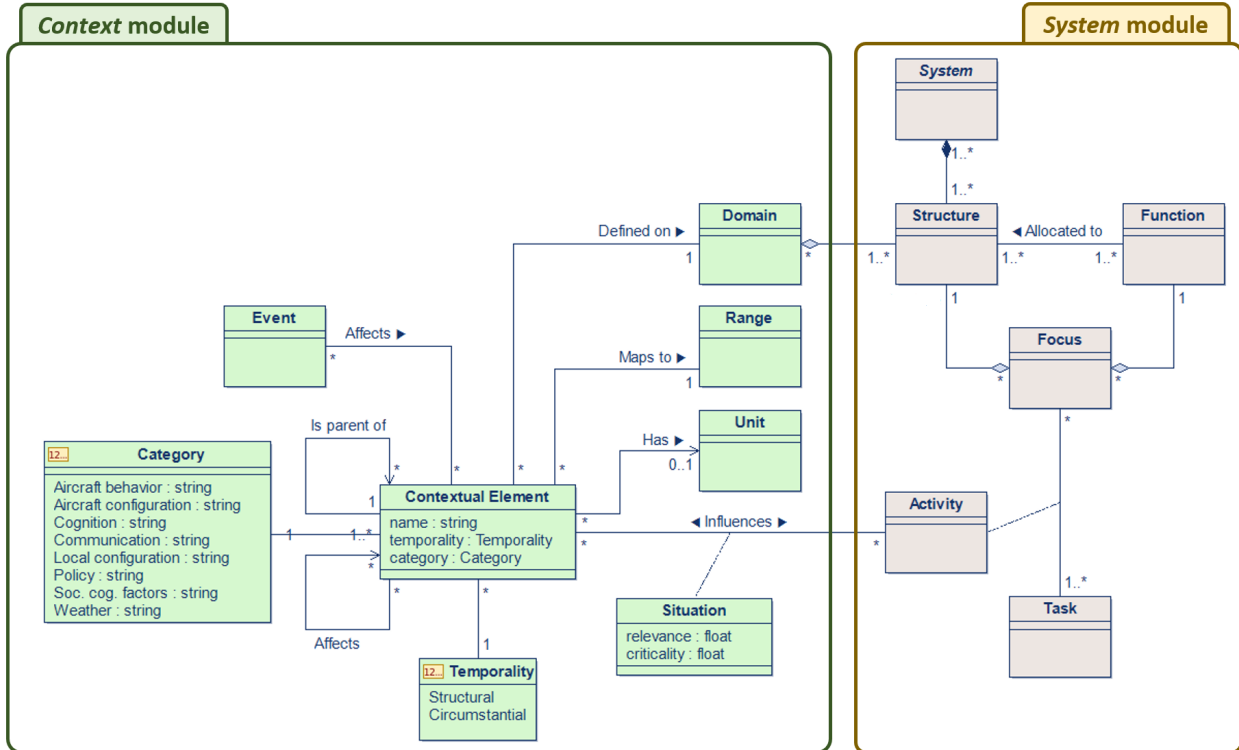 Context module
System module
System
1..*
1..*
Domain
Structure
Function
Defined on ►
◄ Allocated to
1
*
1..*
1..*
1..*
Event
Range
1
1
Affects ►
Focus
*
Maps to ►
1
*
*
Unit
Is parent of
Has ►
*
0..1
12...
Category
*
*
*
*
Contextual Element
Activity
Aircraft behavior : string
1
Aircraft configuration : string
name : string
*
◄ Influences ►
Cognition : string
1
1..*
temporality : Temporality
*
*
Communication : string
category : Category
Local configuration : string
*
Policy : string
1..*
Soc. cog. factors : string
*
*
Weather : string
Situation
Task
relevance : float
Affects
1
criticality : float
12...
Temporality
Structural
Circumstantial